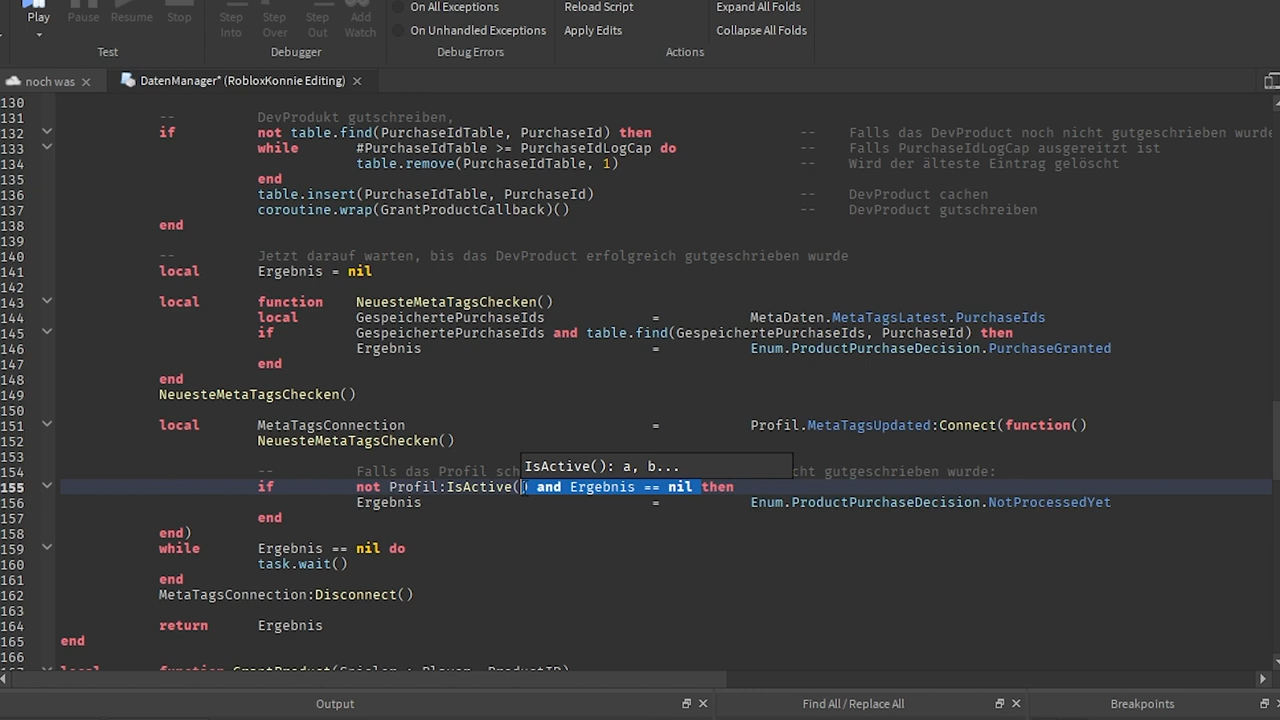 Play Pause Resume Stop Step Into Step Over Step Out Add Watch On All Exceptions Reload Script Expand All Folds
On Unhandled Exceptions Apply Edits Collapse All Folds
Test Debugger Debug Errors Actions
noch was DatenManager* (RobloxKonnie Editing)
130
131 -- DevProdukt gutschreiben,
132 if not table.find(PurchaseIdTable, PurchaseId) then -- Falls das DevProduct noch nicht gutgeschrieben wurde
133 while #PurchaseIdTable >= PurchaseIdLogCap do -- Falls PurchaseIdLogCap ausgereitzt ist
134 table.remove(PurchaseIdTable, 1) -- Wird der älteste Eintrag gelöscht
135 end
136 table.insert(PurchaseIdTable, PurchaseId) -- DevProduct cachen
137 coroutine.wrap(GrantProductCallback)() -- DevProduct gutschreiben
138 end
139
140 -- Jetzt darauf warten, bis das DevProduct erfolgreich gutgeschrieben wurde
141 local Ergebnis = nil
142
143 local function NeuesteMetaTagsChecken()
144 local GespeichertePurchaseIds = MetaDaten.MetaTagsLatest.PurchaseIds
145 if GespeichertePurchaseIds and table.find(GespeichertePurchaseIds, PurchaseId) then
146 Ergebnis = Enum.ProductPurchaseDecision.PurchaseGranted
147 end
148 end
149 NeuesteMetaTagsChecken()
150
151 local MetaTagsConnection = Profil.MetaTagsUpdated:Connect(function()
152 NeuesteMetaTagsChecken()
153 IsActive(): a, b...
154 -- Falls das Profil sch cht gutgeschrieben wurde:
155 if not Profil:IsActive() and Ergebnis == nil then
156 Ergebnis = Enum.ProductPurchaseDecision.NotProcessedYet
157 end
158 end)
159 while Ergebnis == nil do
160 task.wait()
161 end
162 MetaTagsConnection:Disconnect()
163
164 return Ergebnis
165 end
166
Output Find All / Replace All Breakpoints